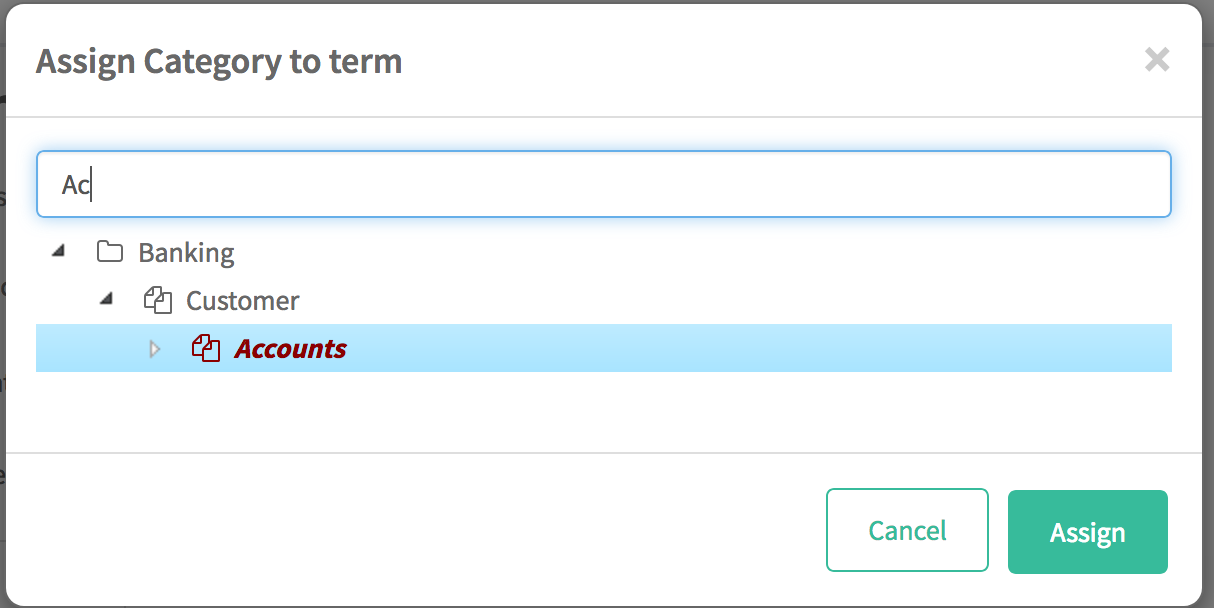 Assign Category to term
Ac
Banking
Customer
Accounts
Cancel
Assign